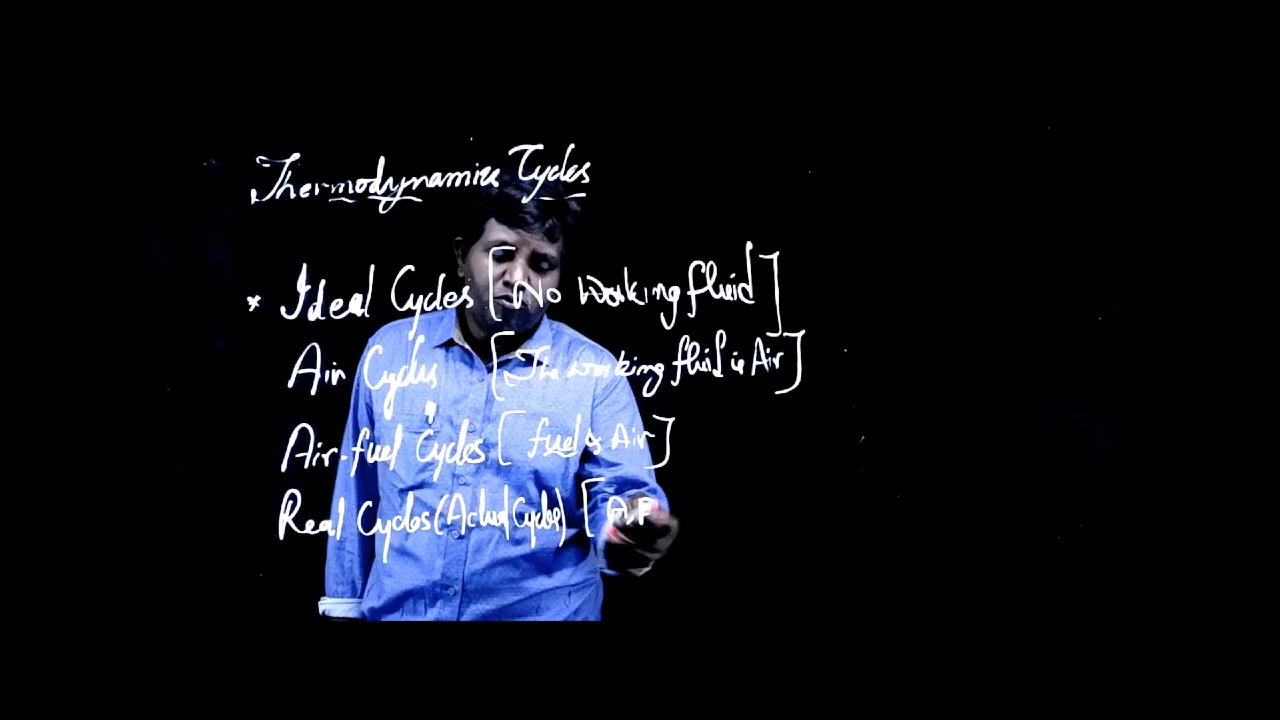 Thermodynamics Cycles
* Ideal Cycles [No working fluid]
Air Cycles [The working fluid is Air]
Air-fuel Cycles [fuel & Air]
Real Cycles (Actual Cycles) [A,F